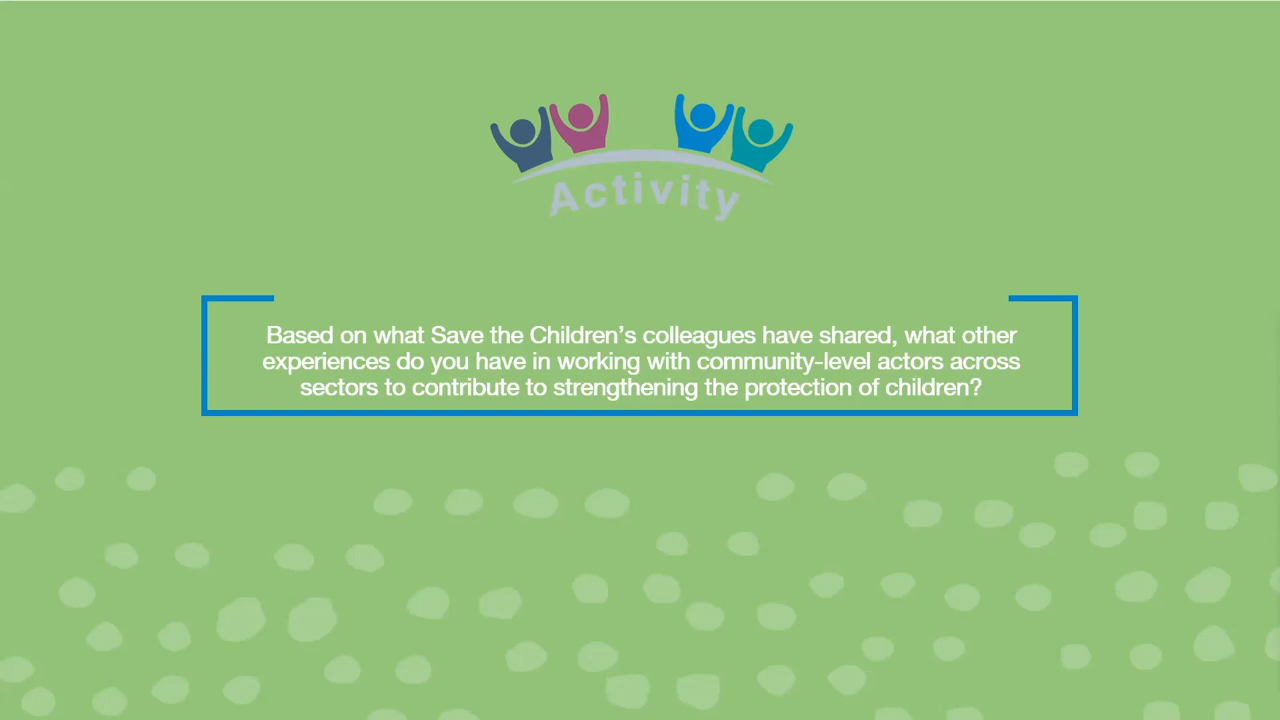 Activity
Based on what Save the Children’s colleagues have shared, what other
experiences do you have in working with community-level actors across
sectors to contribute to strengthening the protection of children?